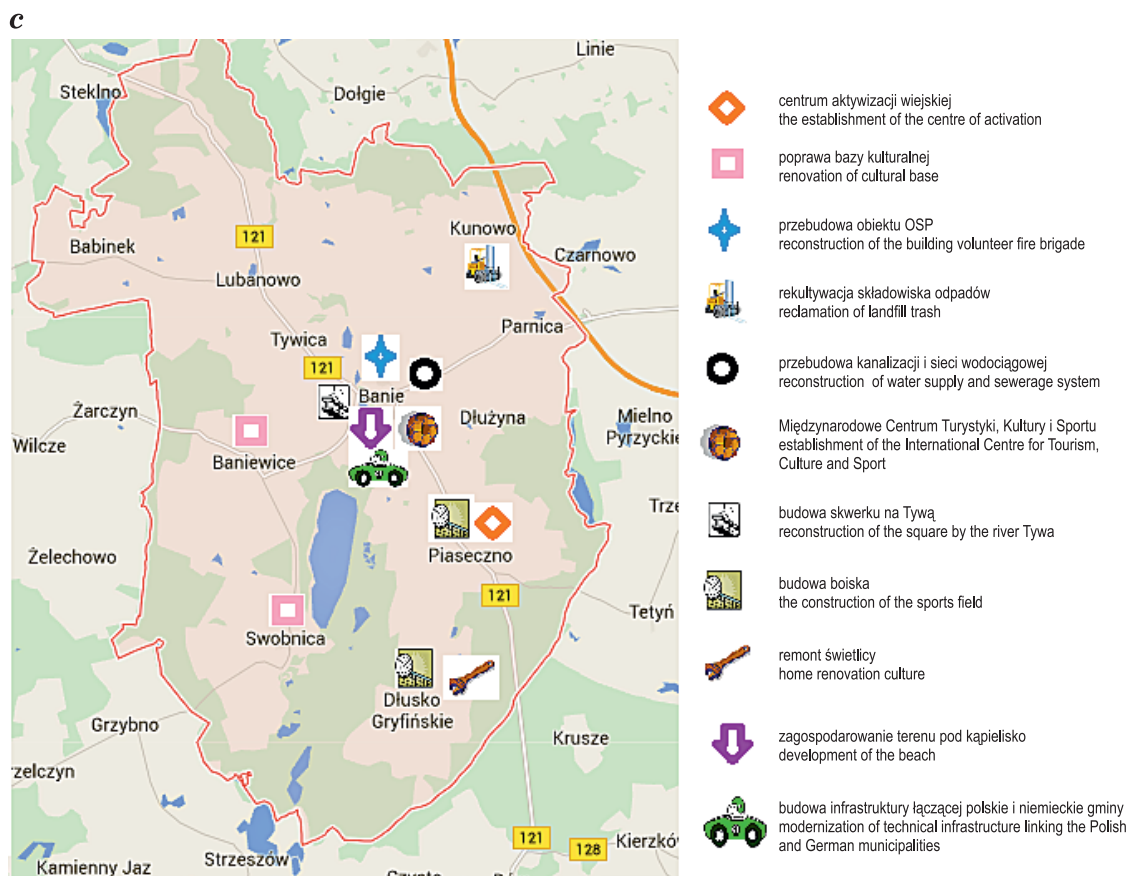 c
Linie
Steklno
Dołgie
121
Kunowo
Babinek
Czarnowo
Lubanowo
Parnica
Tywica
121
Banie
Żarczyn
Dłużyna
Mielno
Pyrzyckie
Wilcze
Baniewice
Trze
Piaseczno
Żelechowo
121
Tetyń
Swobnica
Dłusko
Gryfińskie
Grzybno
Krusze
rzelczyn
121
Kierzków
128
Strzeszów
Kamienny Jaz
centrum aktywizacji wiejskiej
the establishment of the centre of activation
poprawa bazy kulturalnej
renovation of cultural base
przebudowa obiektu OSP
reconstruction of the building volunteer fire brigade
rekultywacja składowiska odpadów
reclamation of landfill trash
przebudowa kanalizacji i sieci wodociągowej
reconstruction of water supply and sewerage system
Międzynarodowe Centrum Turystyki, Kultury i Sportu
establishment of the International Centre for Tourism,
Culture and Sport
budowa skwerku na Tywą
reconstruction of the square by the river Tywa
budowa boiska
the construction of the sports field
remont świetlicy
home renovation culture
zagospodarowanie terenu pod kąpielisko
development of the beach
budowa infrastruktury łączącej polskie i niemieckie gminy
modernization of technical infrastructure linking the Polish
and German municipalities